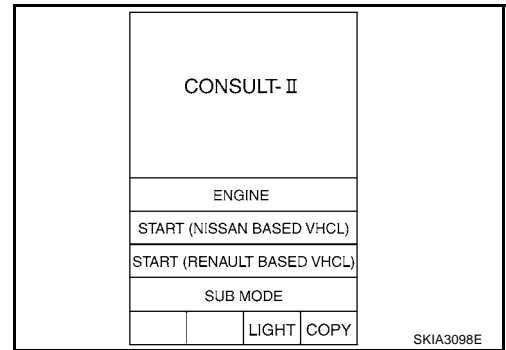 CONSULT-II
ENGINE
START (NISSAN BASED VHCL)
START (RENAULT BASED VHCL)
SUB MODE
LIGHT COPY
SKIA3098E